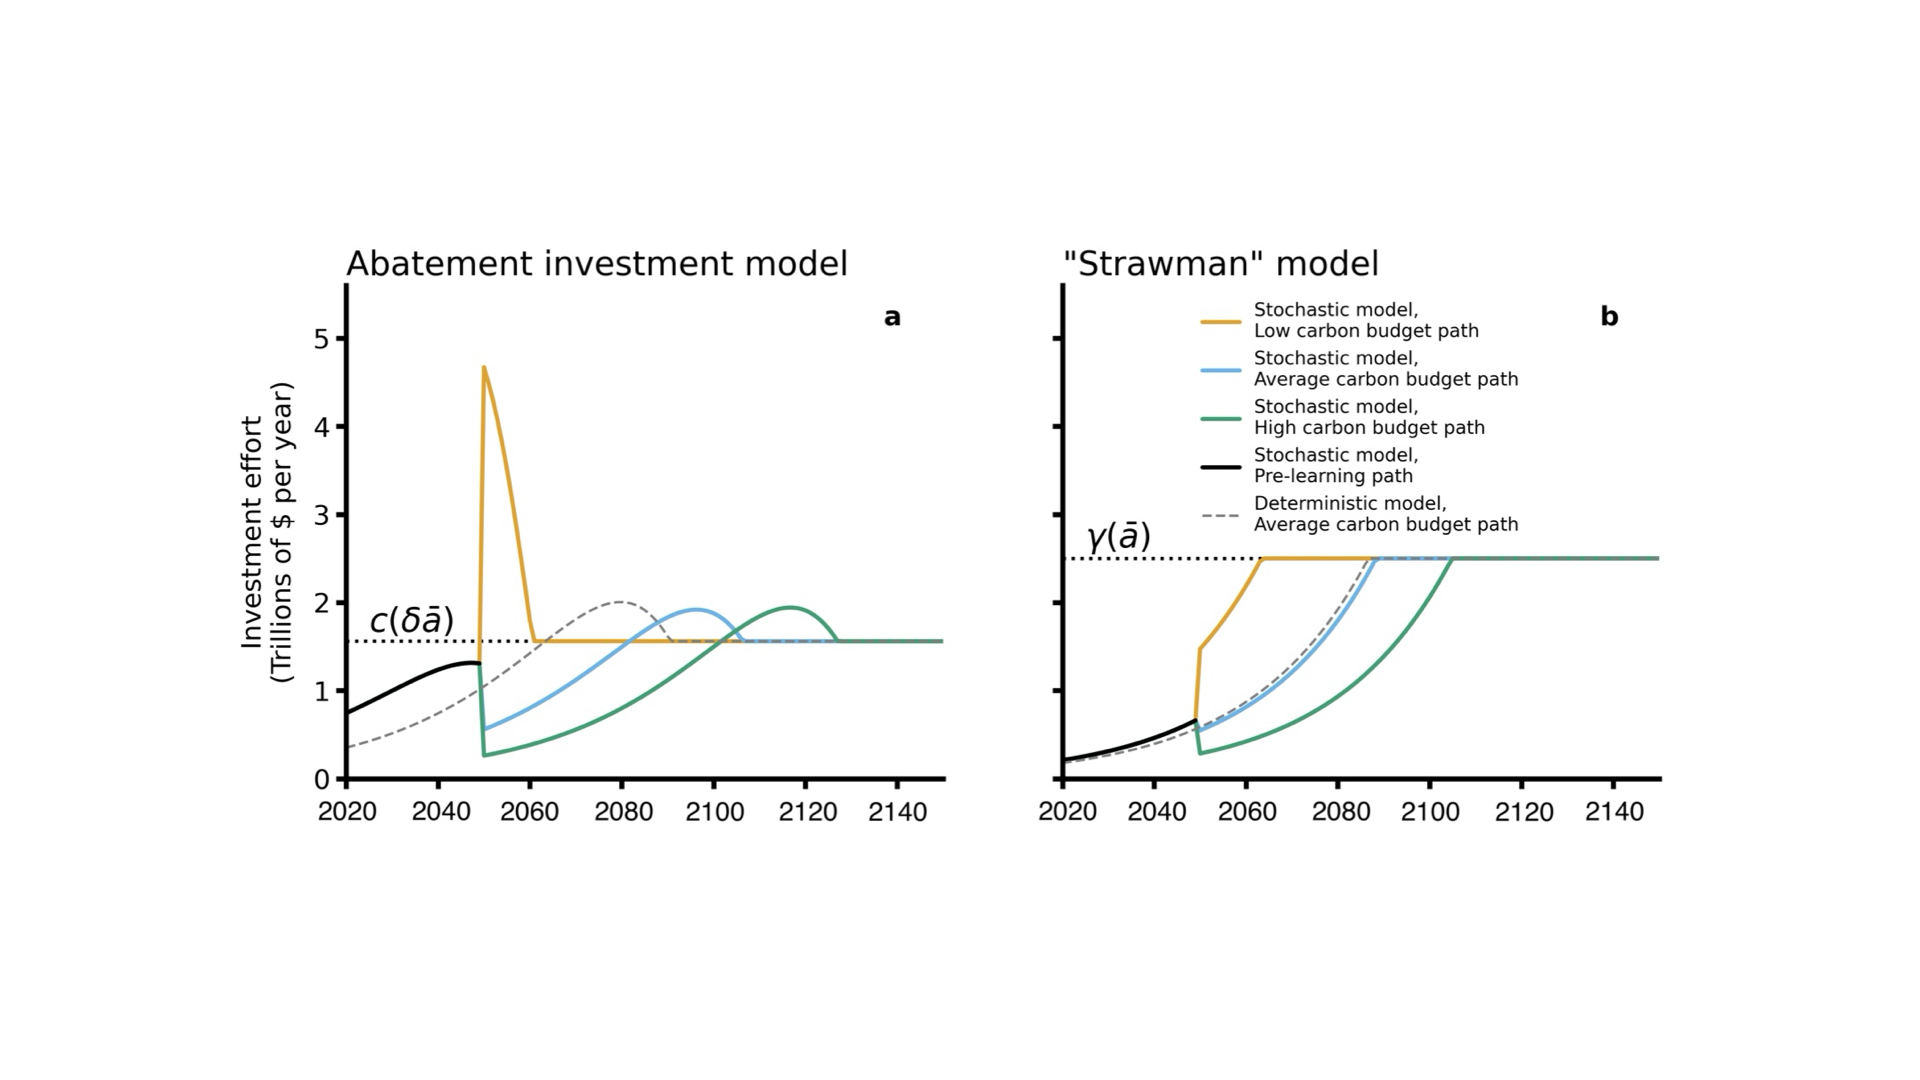 Abatement investment model
a
Investment effort
(Trillions of $ per year)
5
4
3
2
1
0
c(δā)
2020 2040 2060 2080 2100 2120 2140
"Strawman" model
b
Stochastic model,
Low carbon budget path
Stochastic model,
Average carbon budget path
Stochastic model,
High carbon budget path
Stochastic model,
Pre-learning path
Deterministic model,
Average carbon budget path
γ(ā)
2020 2040 2060 2080 2100 2120 2140